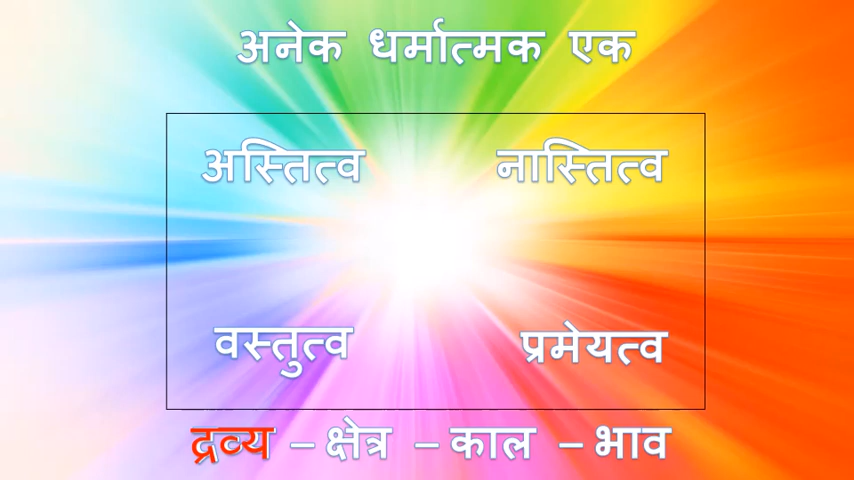 अनेक धर्मात्मक एक
अस्तित्व नास्तित्व
वस्तुत्व प्रमेयत्व
द्रव्य – क्षेत्र – काल – भाव